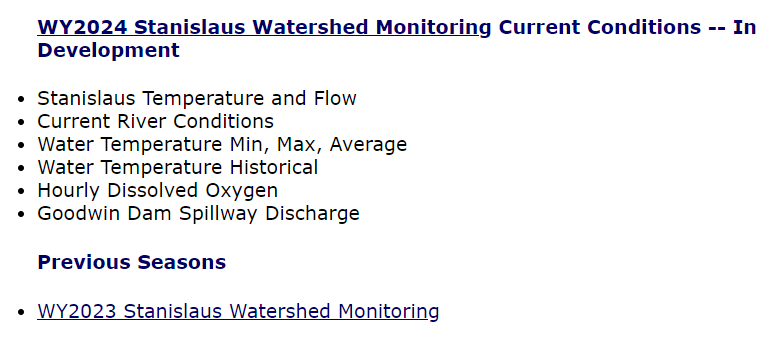 WY2024 Stanislaus Watershed Monitoring Current Conditions -- In
Development
Stanislaus Temperature and Flow
Current River Conditions
Water Temperature Min, Max, Average
Water Temperature Historical
Hourly Dissolved Oxygen
Goodwin Dam Spillway Discharge
Previous Seasons
WY2023 Stanislaus Watershed Monitoring